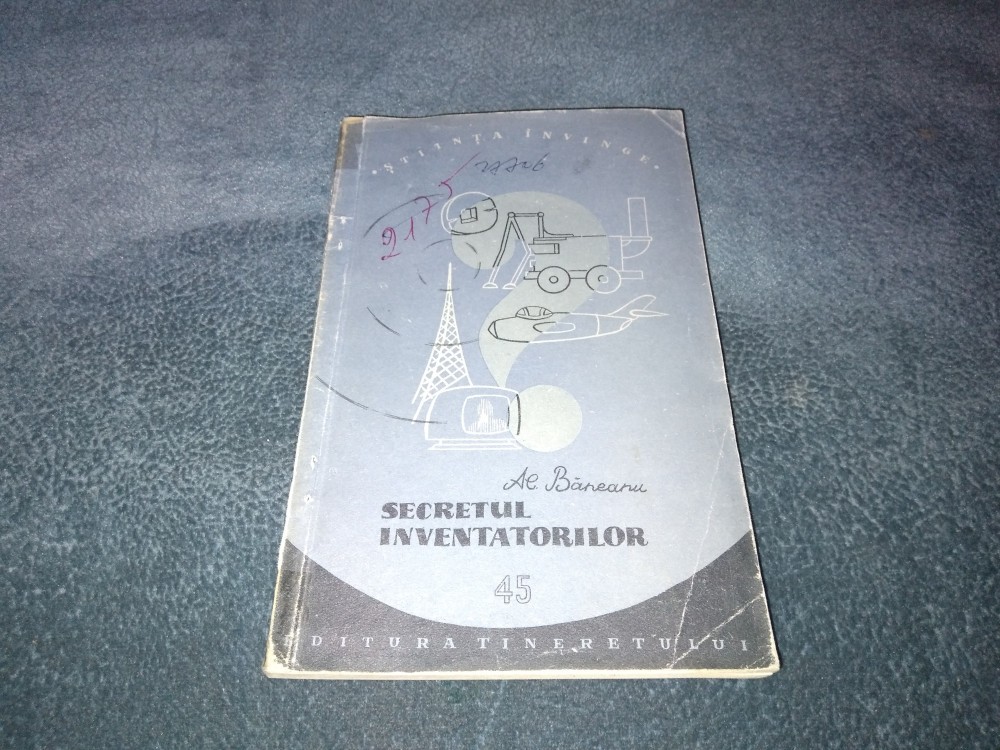 • ȘTIINȚA ÎNVINGE •
2175
Al. Băneanu
SECRETUL
INVENTATORILOR
45
EDITURA TINERETULUI